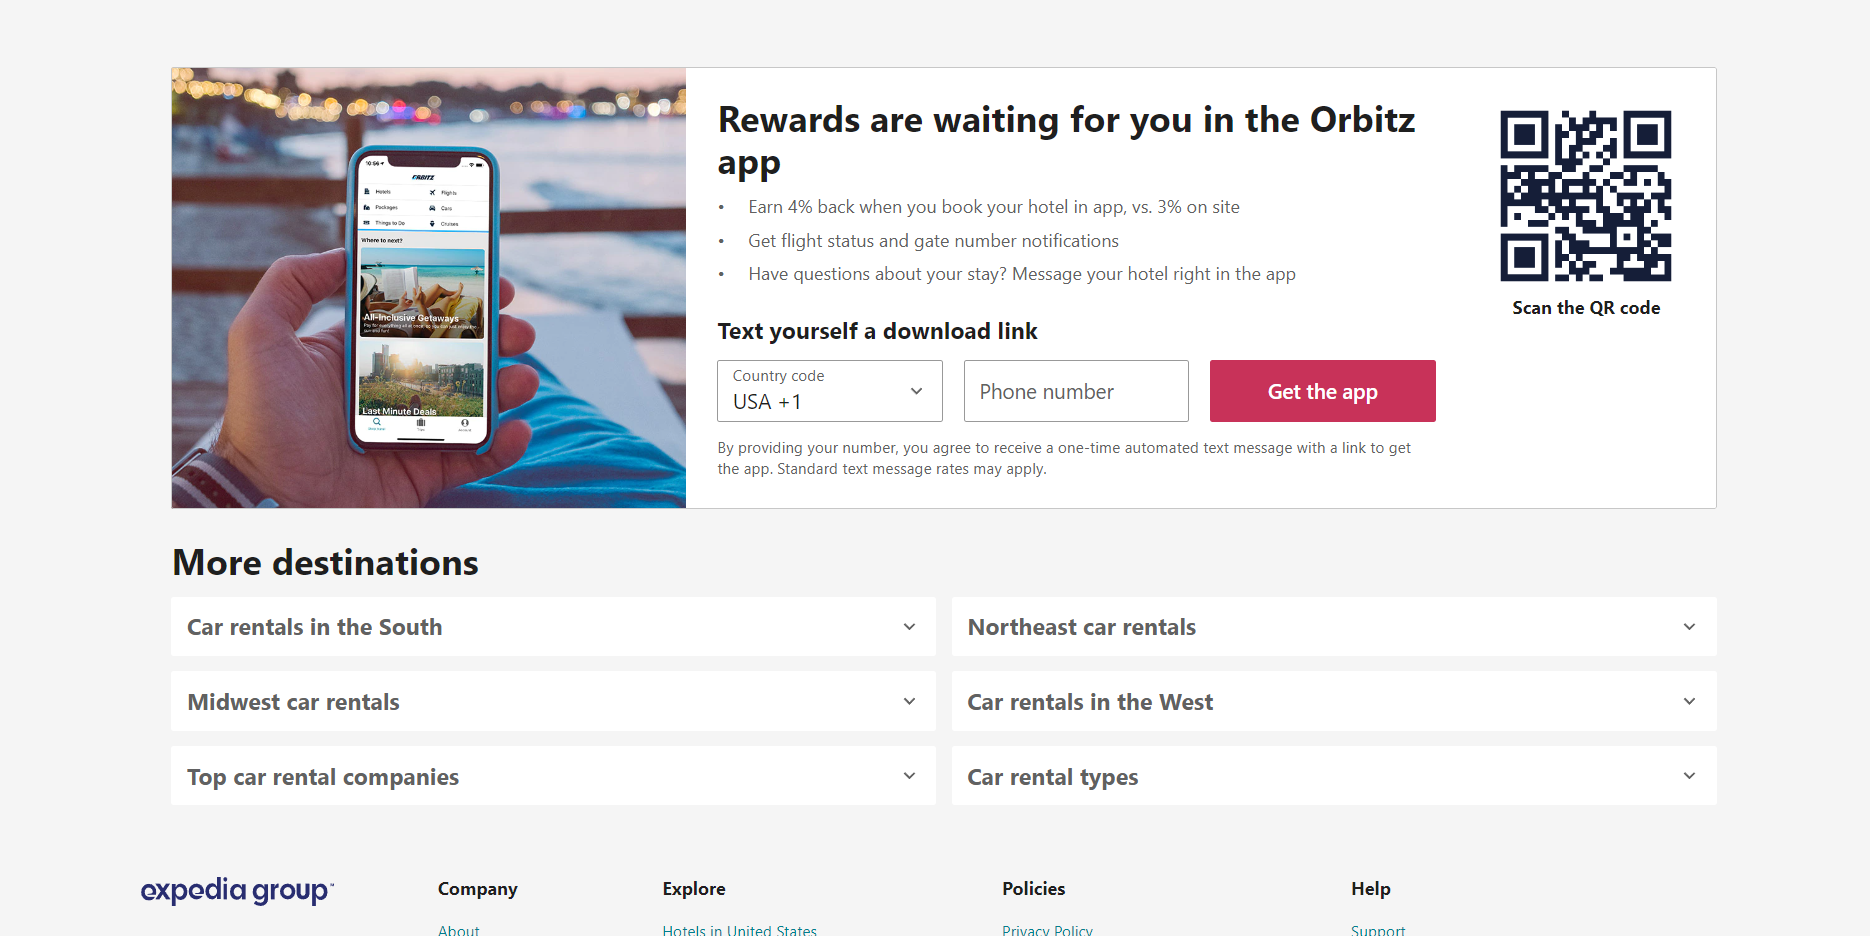 Rewards are waiting for you in the Orbitz
app
• Earn 4% back when you book your hotel in app, vs. 3% on site
• Get flight status and gate number notifications
• Have questions about your stay? Message your hotel right in the app
Text yourself a download link
Country code
USA +1
Phone number
Get the app
By providing your number, you agree to receive a one-time automated text message with a link to get
the app. Standard text message rates may apply.
Scan the QR code
10:56
ORBITZ
Hotels Flights
Packages Cars
Things to Do Cruises
Where to next?
All-Inclusive Getaways
Last Minute Deals
More destinations
Car rentals in the South
Northeast car rentals
Midwest car rentals
Car rentals in the West
Top car rental companies
Car rental types
expedia group™
Company
Explore
Policies
Help
About
Hotels in United States
Privacy Policy
Support